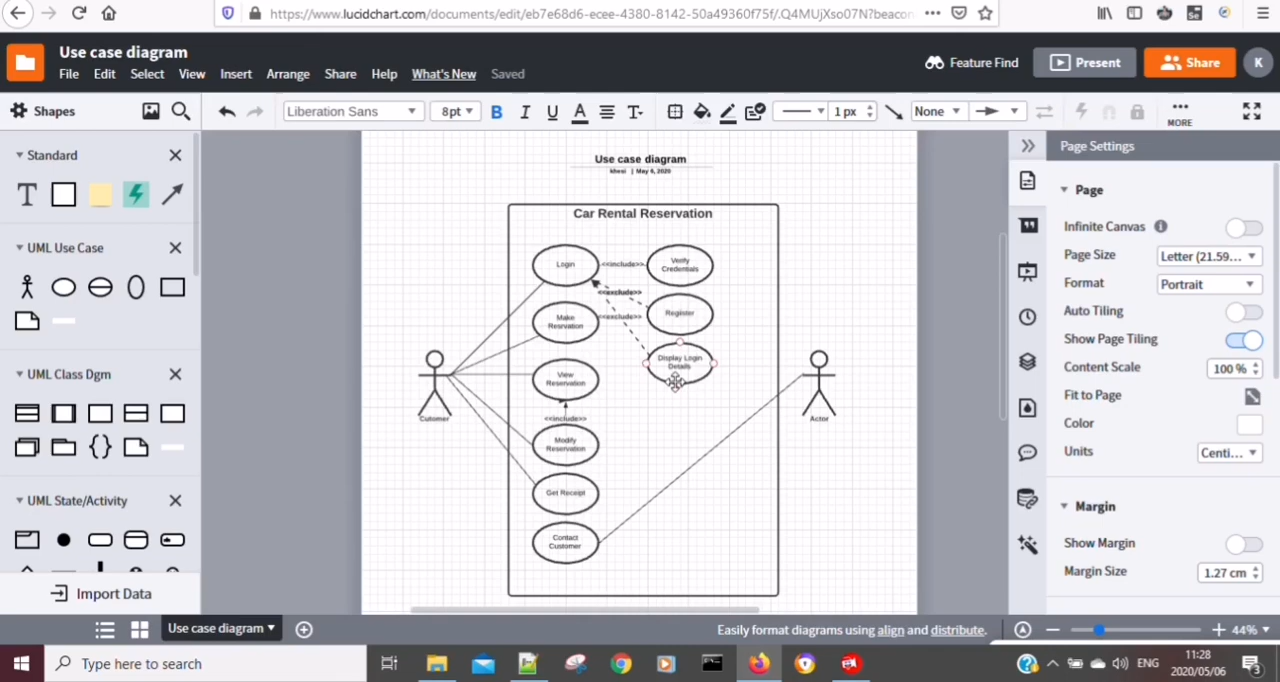 https://www.lucidchart.com/documents/edit/eb7e68d6-ecee-4380-8142-50a49360f75f/.Q4MUjXso07N?beacon
Use case diagram
File Edit Select View Insert Arrange Share Help What's New Saved
Feature Find
Present
Share
K
Shapes
Liberation Sans
8pt
B I U A T
1 px
None
MORE
Standard
T
UML Use Case
UML Class Dgm
UML State/Activity
Import Data
Use case diagram
khosi | May 6, 2020
Car Rental Reservation
Login
<<include>>
Verify
Credentials
<<exclude>>
Make
Resrvation
<<exclude>>
Register
View
Reservation
Display Login
Details
<<include>>
Modify
Reservation
Get Receipt
Contact
Customer
Cutomer
Actor
Page Settings
Page
Infinite Canvas
Page Size
Letter (21.59...
Format
Portrait
Auto Tiling
Show Page Tiling
Content Scale
100 %
Fit to Page
Color
Units
Centi...
Margin
Show Margin
Margin Size
1.27 cm
Use case diagram
Easily format diagrams using align and distribute.
44%
Type here to search
ENG
11:28
2020/05/06
3